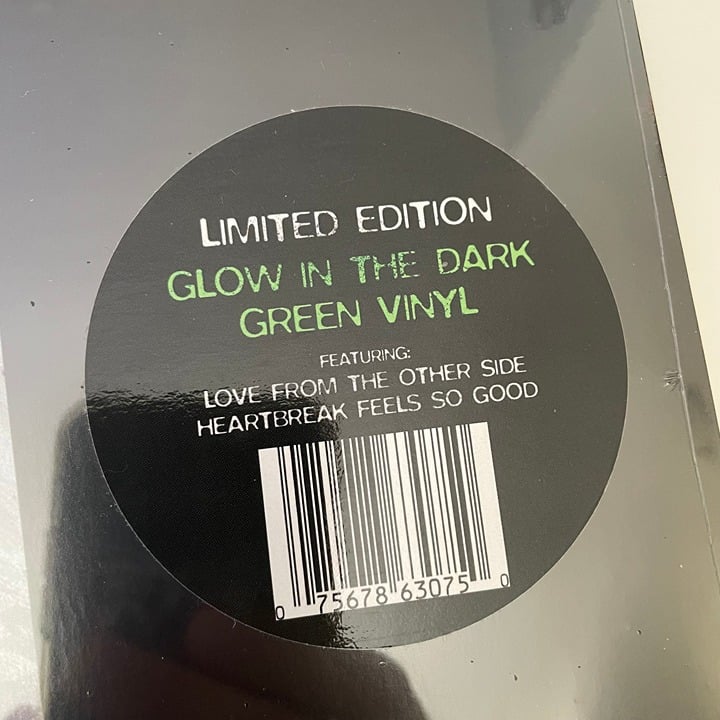 LIMITED EDITION
GLOW IN THE DARK
GREEN VINYL
FEATURING:
LOVE FROM THE OTHER SIDE
HEARTBREAK FEELS SO GOOD
0 75678 63075 0